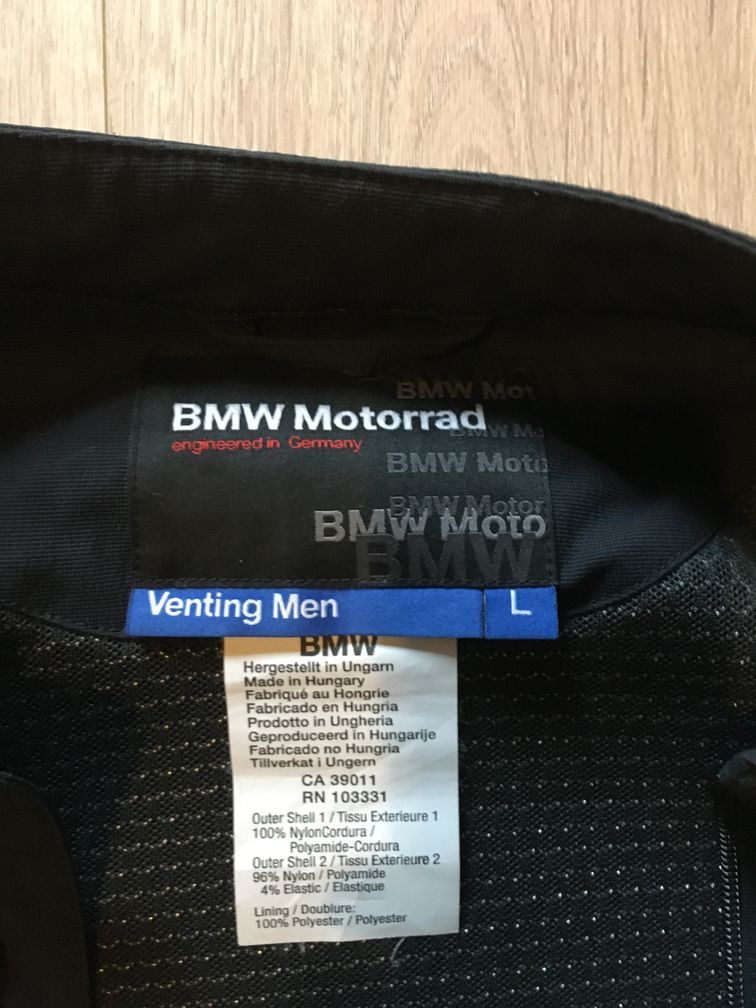 BMW Mot
BMW Motorrad
BMW Mo
engineered in Germany
BMW Moto
BMW Motor
BMW Moto
BMW
Venting Men L
BMW
Hergestellt in Ungarn
Made in Hungary
Fabriqué au Hongrie
Fabricado en Hungria
Prodotto in Ungheria
Geproduceerd in Hungarije
Fabricado no Hungria
Tillverkat i Ungern
CA 39011
RN 103331
Outer Shell 1 / Tissu Exterieure 1
100% NylonCordura /
Polyamide-Cordura
Outer Shell 2 / Tissu Exterieure 2
96% Nylon / Polyamide
4% Elastic / Elastique
Lining / Doublure:
100% Polyester / Polyester